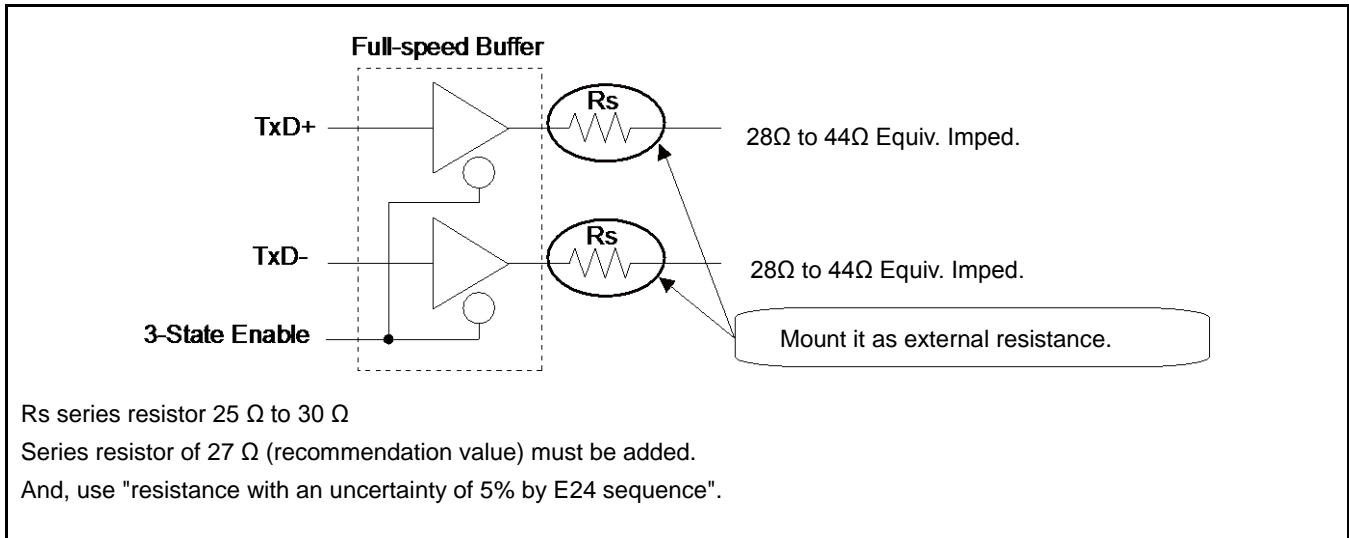 Full-speed Buffer
TxD+
Rs
28Ω to 44Ω Equiv. Imped.
TxD-
Rs
28Ω to 44Ω Equiv. Imped.
3-State Enable
Mount it as external resistance.
Rs series resistor 25 Ω to 30 Ω
Series resistor of 27 Ω (recommendation value) must be added.
And, use "resistance with an uncertainty of 5% by E24 sequence".